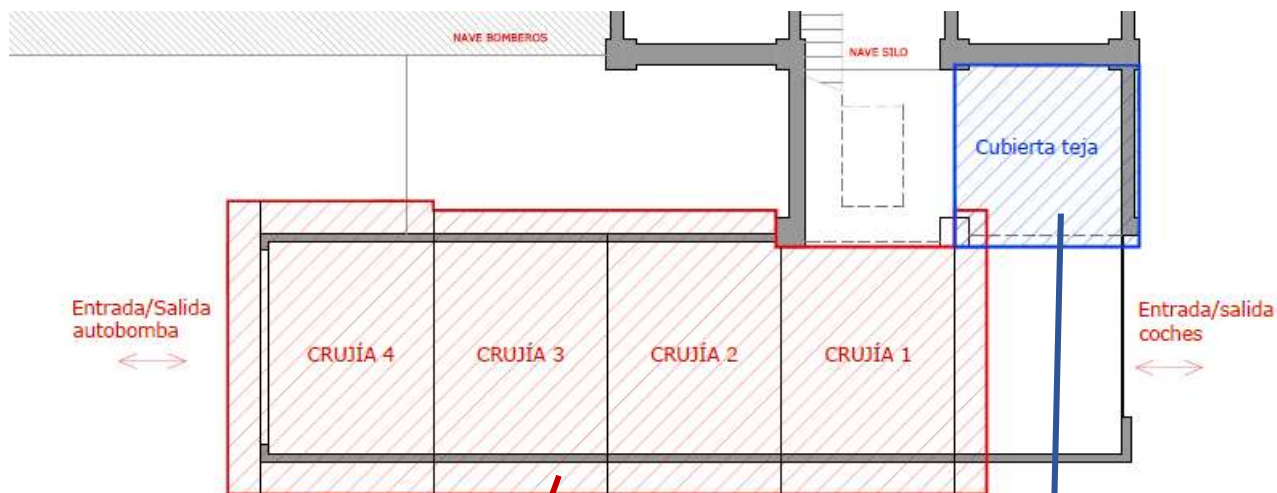 NAVE BOMBEROS
NAVE SILO
Cubierta teja
Entrada/Salida
autobomba
CRUJÍA 4
CRUJÍA 3
CRUJÍA 2
CRUJÍA 1
Entrada/salida
coches